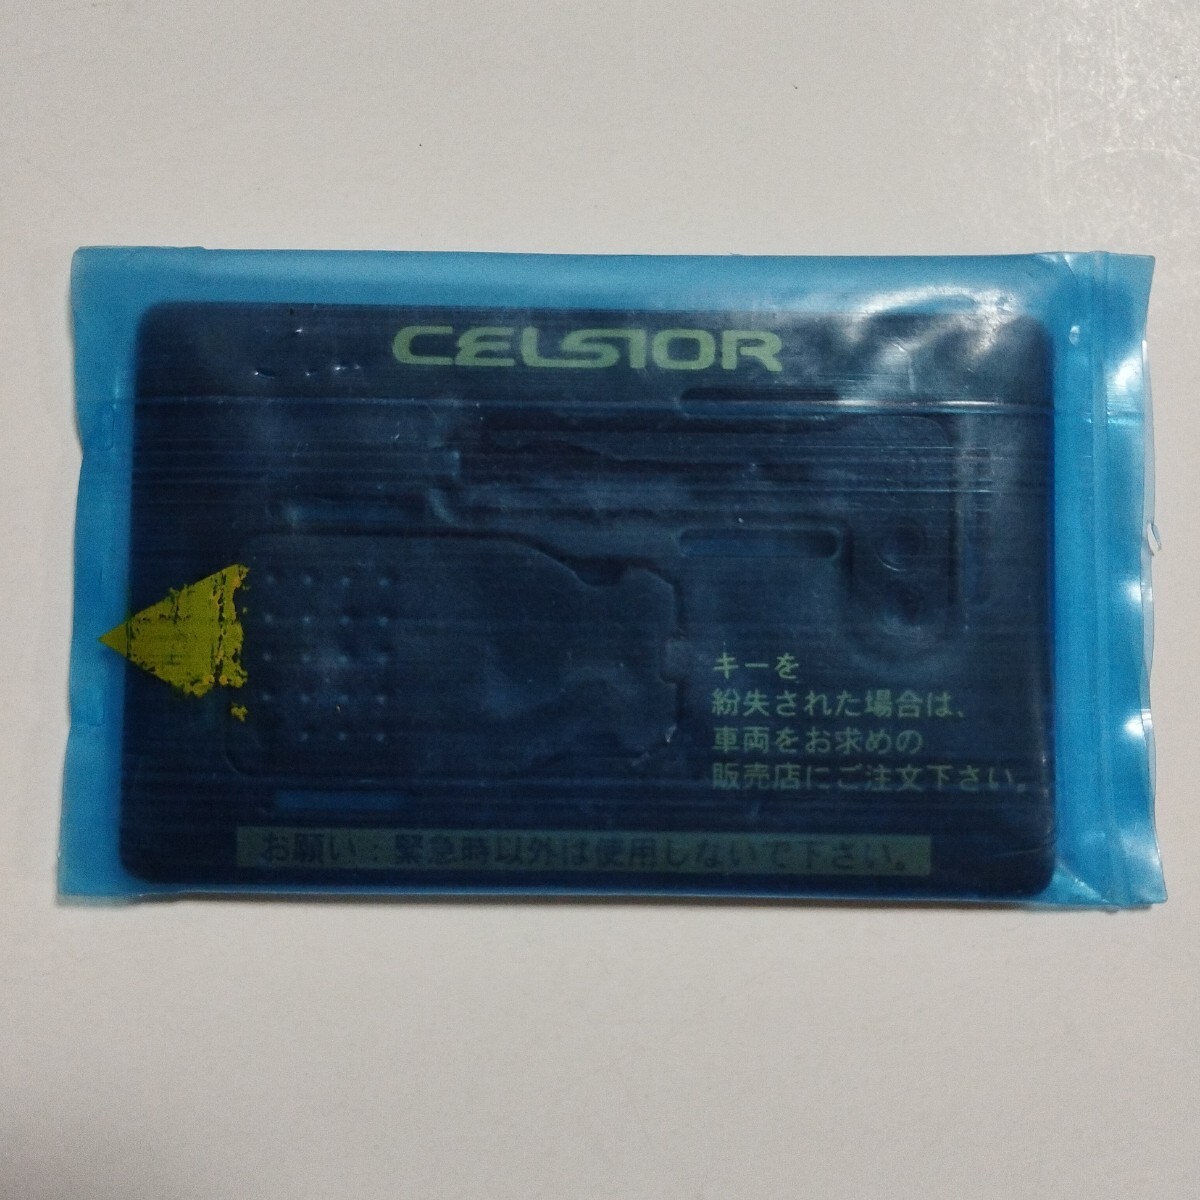 CELSIOR
キーを
紛失された場合は、
車両をお求めの
販売店にご注文下さい。
お願い:緊急時以外は使用しないで下さい。